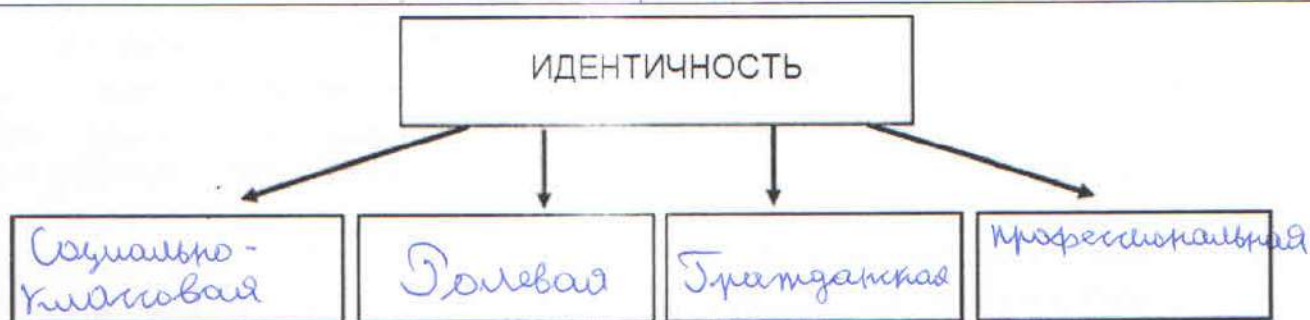 ИДЕНТИЧНОСТЬ
Социально-
классовая
Ролевая
Гражданская
профессиональная